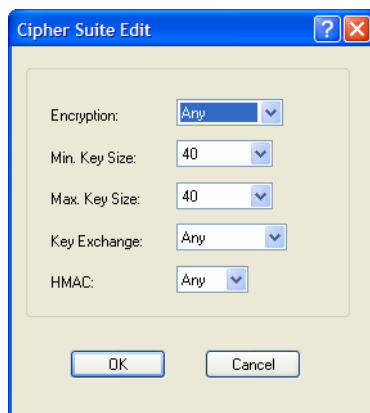 Cipher Suite Edit
Encryption: Any
Min. Key Size: 40
Max. Key Size: 40
Key Exchange: Any
HMAC: Any
OK Cancel